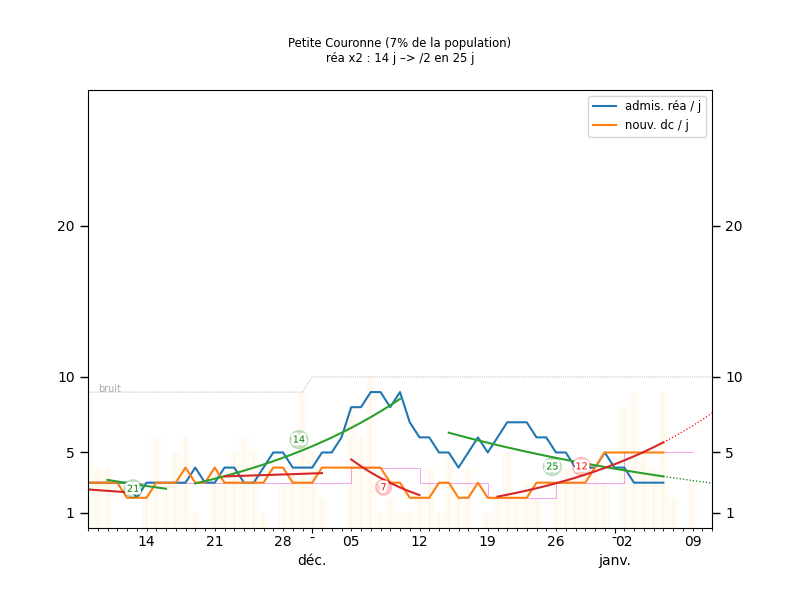 Petite Couronne (7% de la population)
réa x2 : 14 j –> /2 en 25 j
admis. réa / j
nouv. dc / j
20 20
10 10
bruit
14
5 5
25 12
21 7
1 1
14 21 28 - 05 12 19 26 - 02 09
déc. janv.